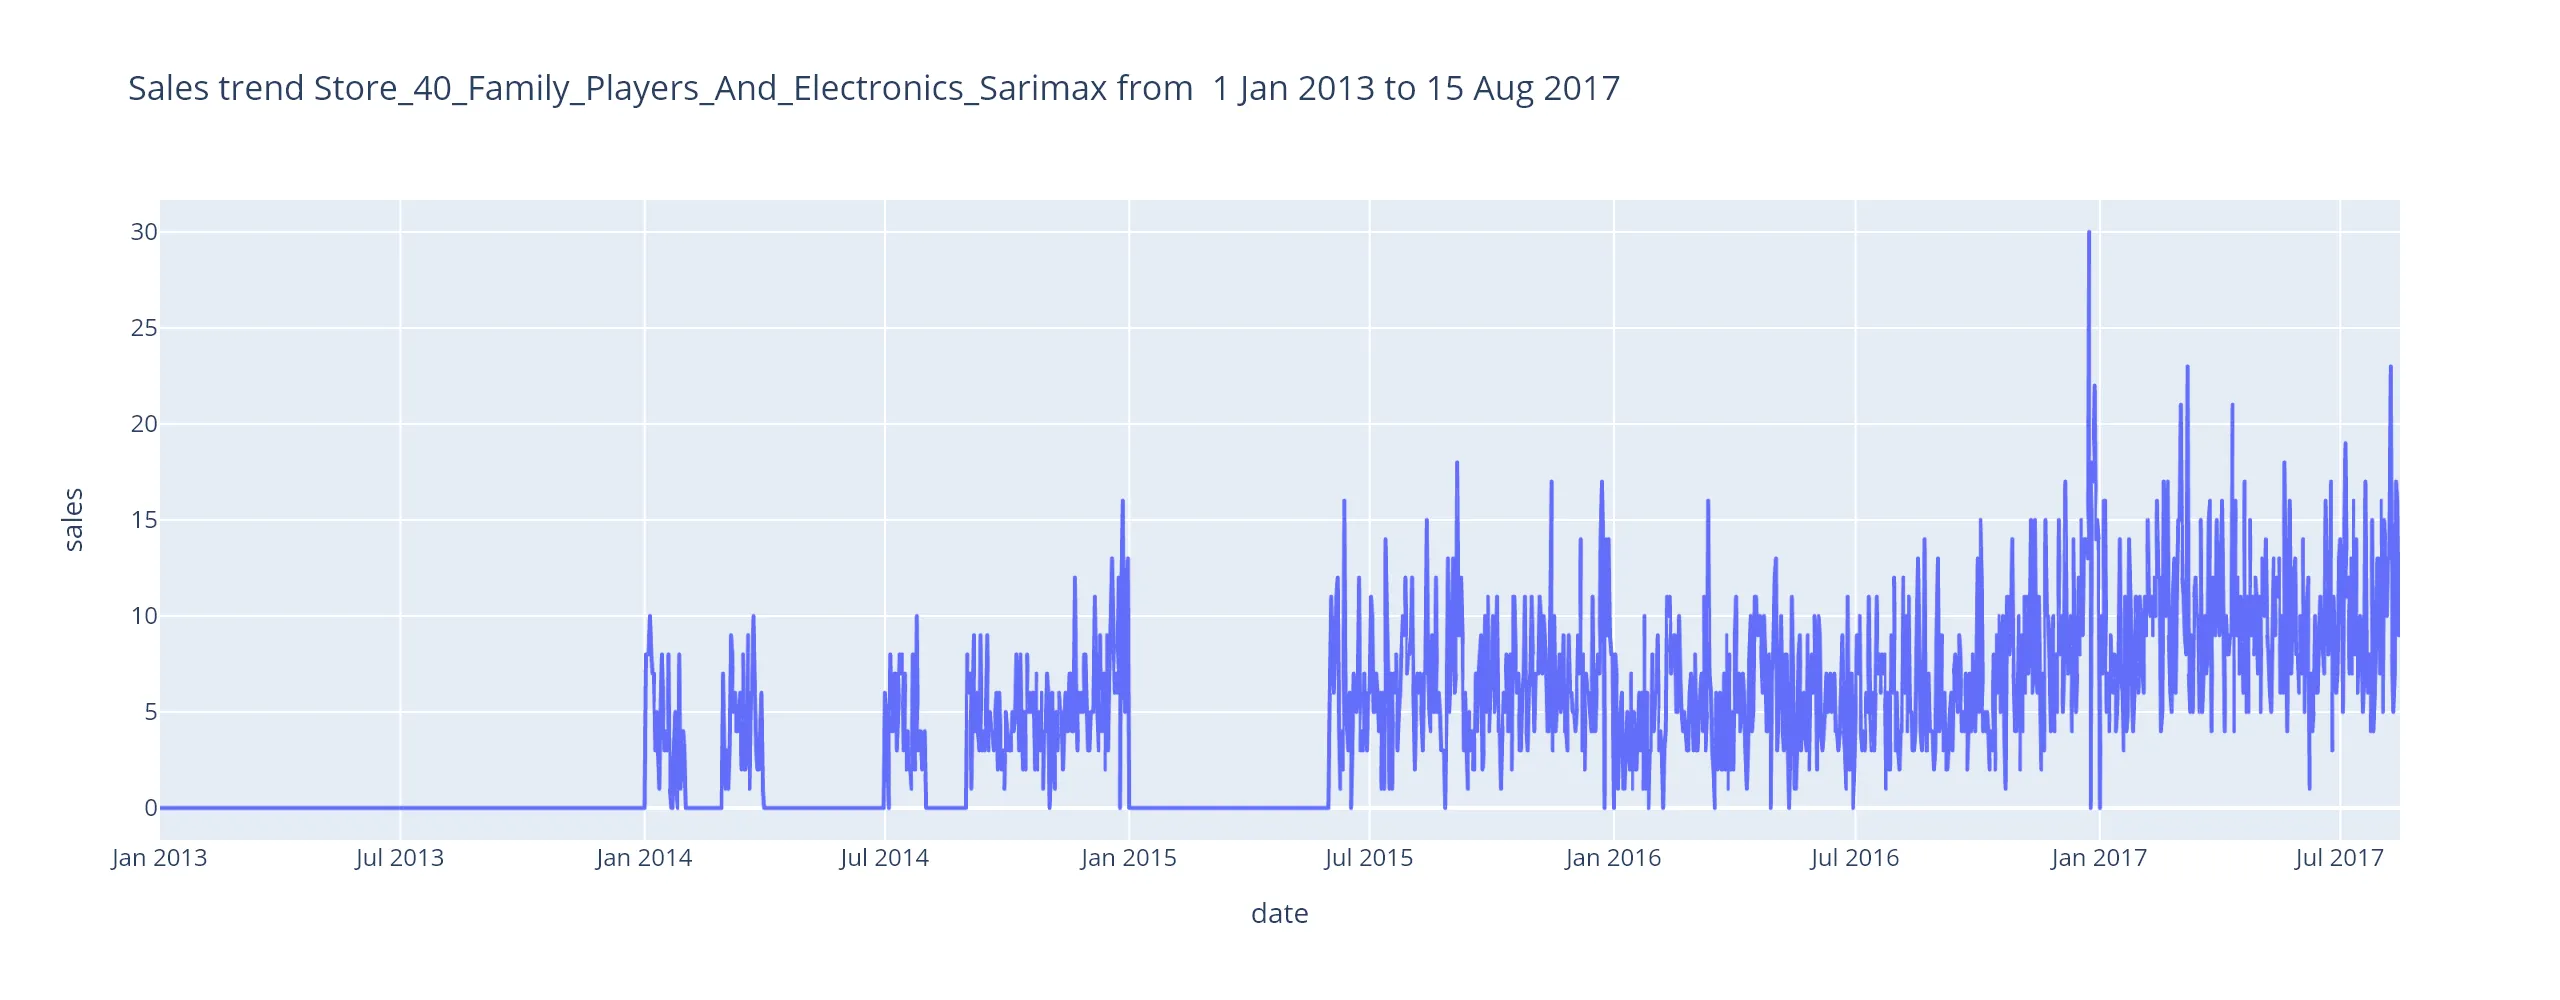 Sales trend Store_40_Family_Players_And_Electronics_Sarimax from  1 Jan 2013 to 15 Aug 2017
30
25
20
15
10
5
0
sales
Jan 2013 Jul 2013 Jan 2014 Jul 2014 Jan 2015 Jul 2015 Jan 2016 Jul 2016 Jan 2017 Jul 2017
date